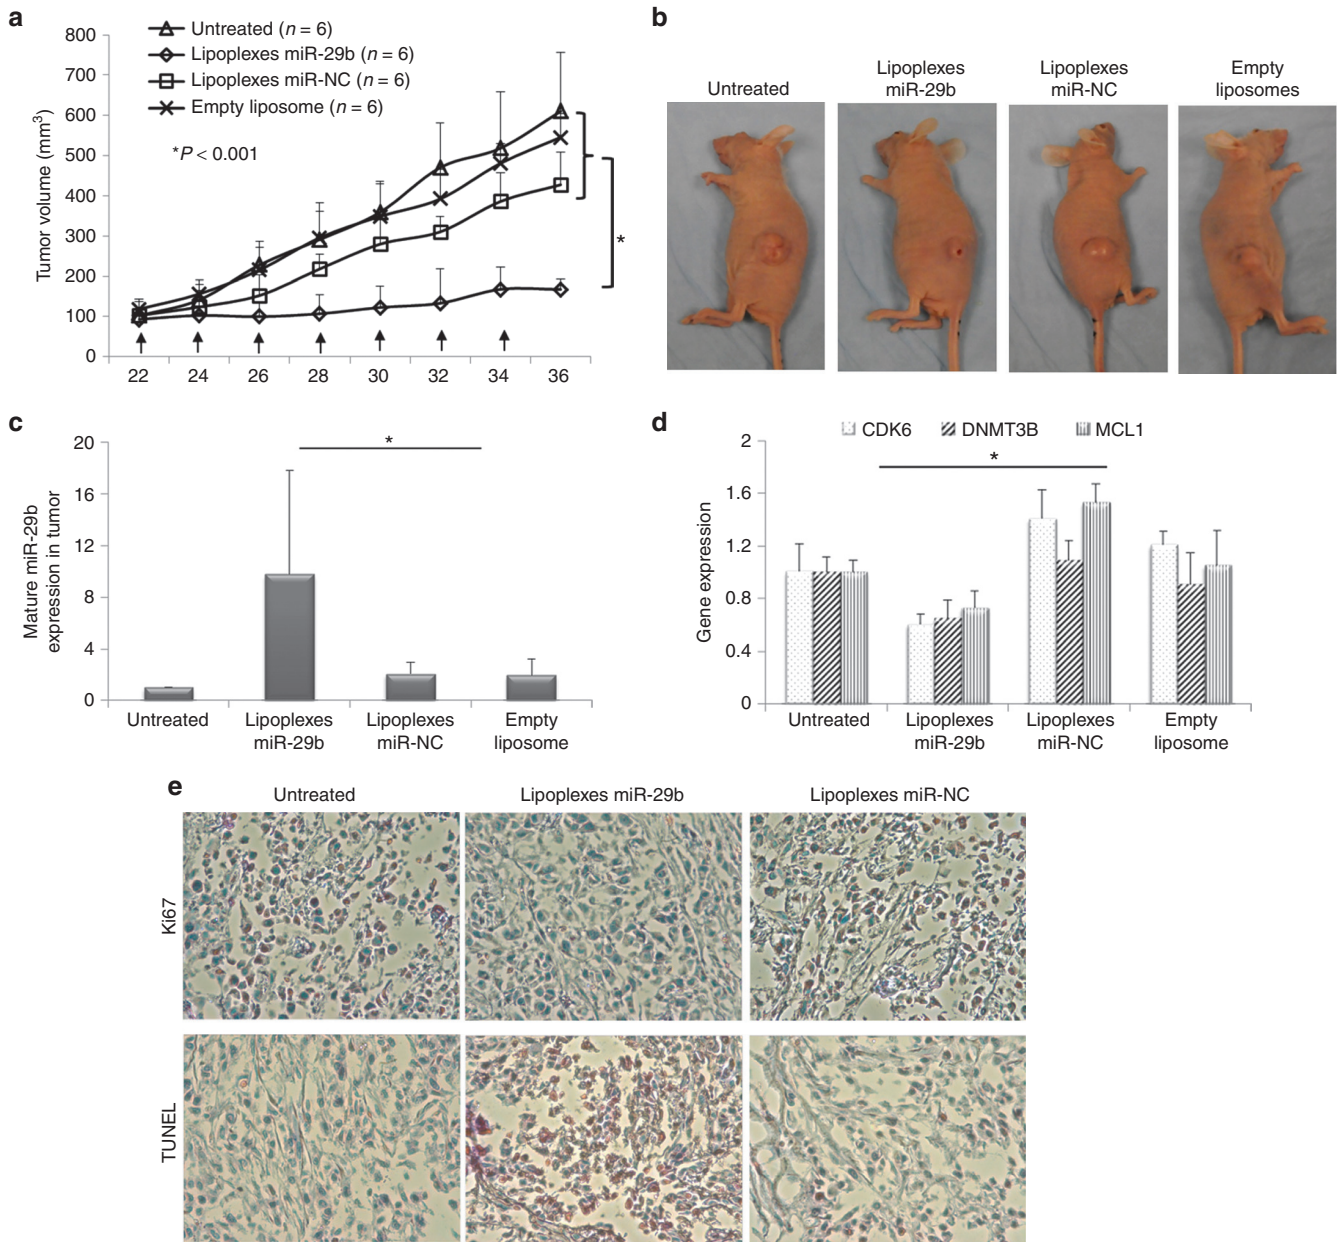 a
Untreated (n = 6)
Lipoplexes miR-29b (n = 6)
Lipoplexes miR-NC (n = 6)
Empty liposome (n = 6)
*P < 0.001
Tumor volume (mm³)
800
700
600
500
400
300
200
100
0
22 24 26 28 30 32 34 36
*
b
Untreated
Lipoplexes
miR-29b
Lipoplexes
miR-NC
Empty
liposomes
c
Mature miR-29b
expression in tumor
20
16
12
8
4
0
*
Untreated
Lipoplexes
miR-29b
Lipoplexes
miR-NC
Empty
liposome
d
CDK6 DNMT3B MCL1
Gene expression
2
1.6
1.2
0.8
0.4
0
*
Untreated
Lipoplexes
miR-29b
Lipoplexes
miR-NC
Empty
liposome
e
Untreated Lipoplexes miR-29b Lipoplexes miR-NC
Ki67
TUNEL